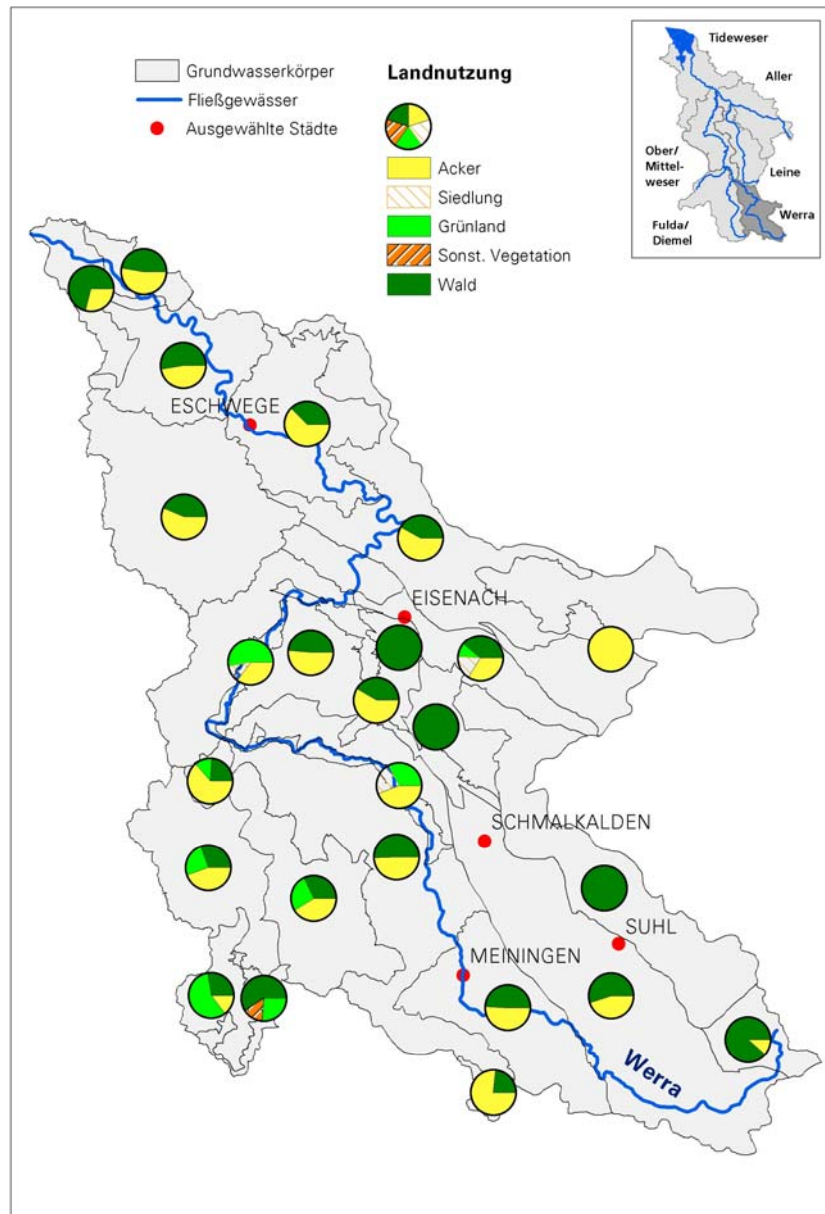 Grundwasserkörper
Fließgewässer
Ausgewählte Städte
Landnutzung
Acker
Siedlung
Grünland
Sonst. Vegetation
Wald
Tideweser
Aller
Ober/
Mittel-
weser
Leine
Werra
Fulda/
Diemel
ESCHWEGE
EISENACH
SCHMALKALDEN
SUHL
MEININGEN
Werra